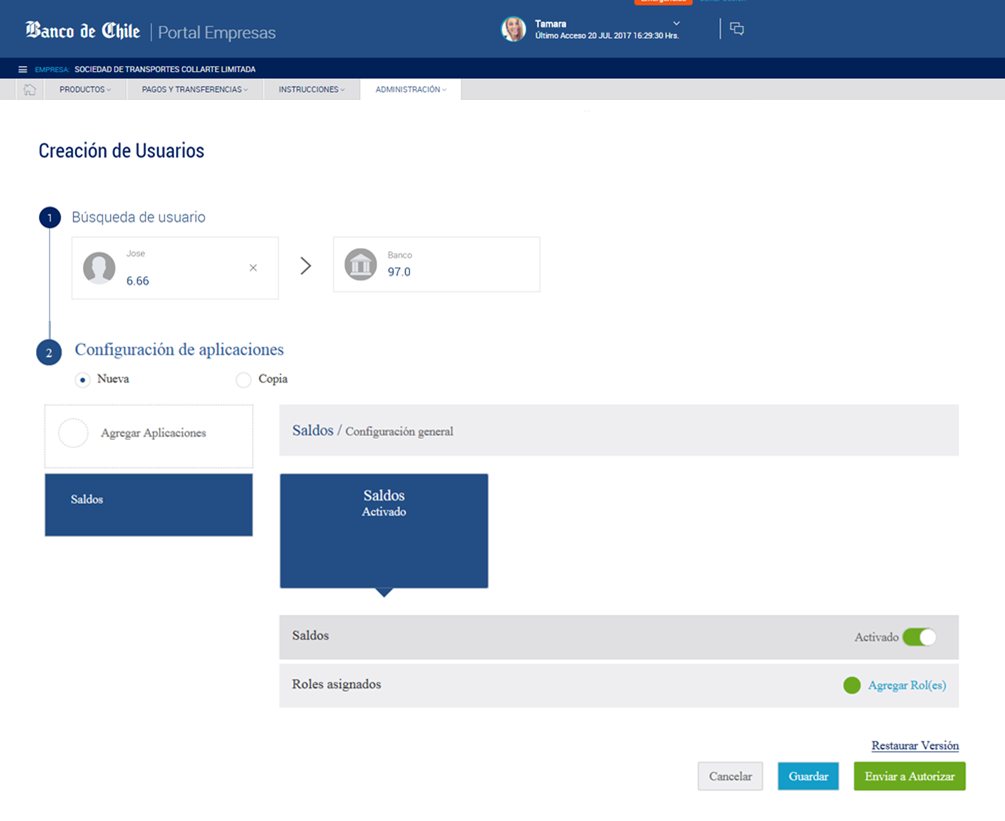 Banco de Chile | Portal Empresas
Tamara
Último Acceso 20 JUL 2017 16:29:30 Hrs.
EMPRESA: SOCIEDAD DE TRANSPORTES COLLARTE LIMITADA
PRODUCTOS PAGOS Y TRANSFERENCIAS INSTRUCCIONES ADMINISTRACIÓN
Creación de Usuarios
1 Búsqueda de usuario
Jose
6.66
×
Banco
97.0
2 Configuración de aplicaciones
Nueva Copia
Agregar Aplicaciones
Saldos
Saldos / Configuración general
Saldos
Activado
Saldos Activado
Roles asignados Agregar Rol(es)
Restaurar Versión
Cancelar Guardar Enviar a Autorizar